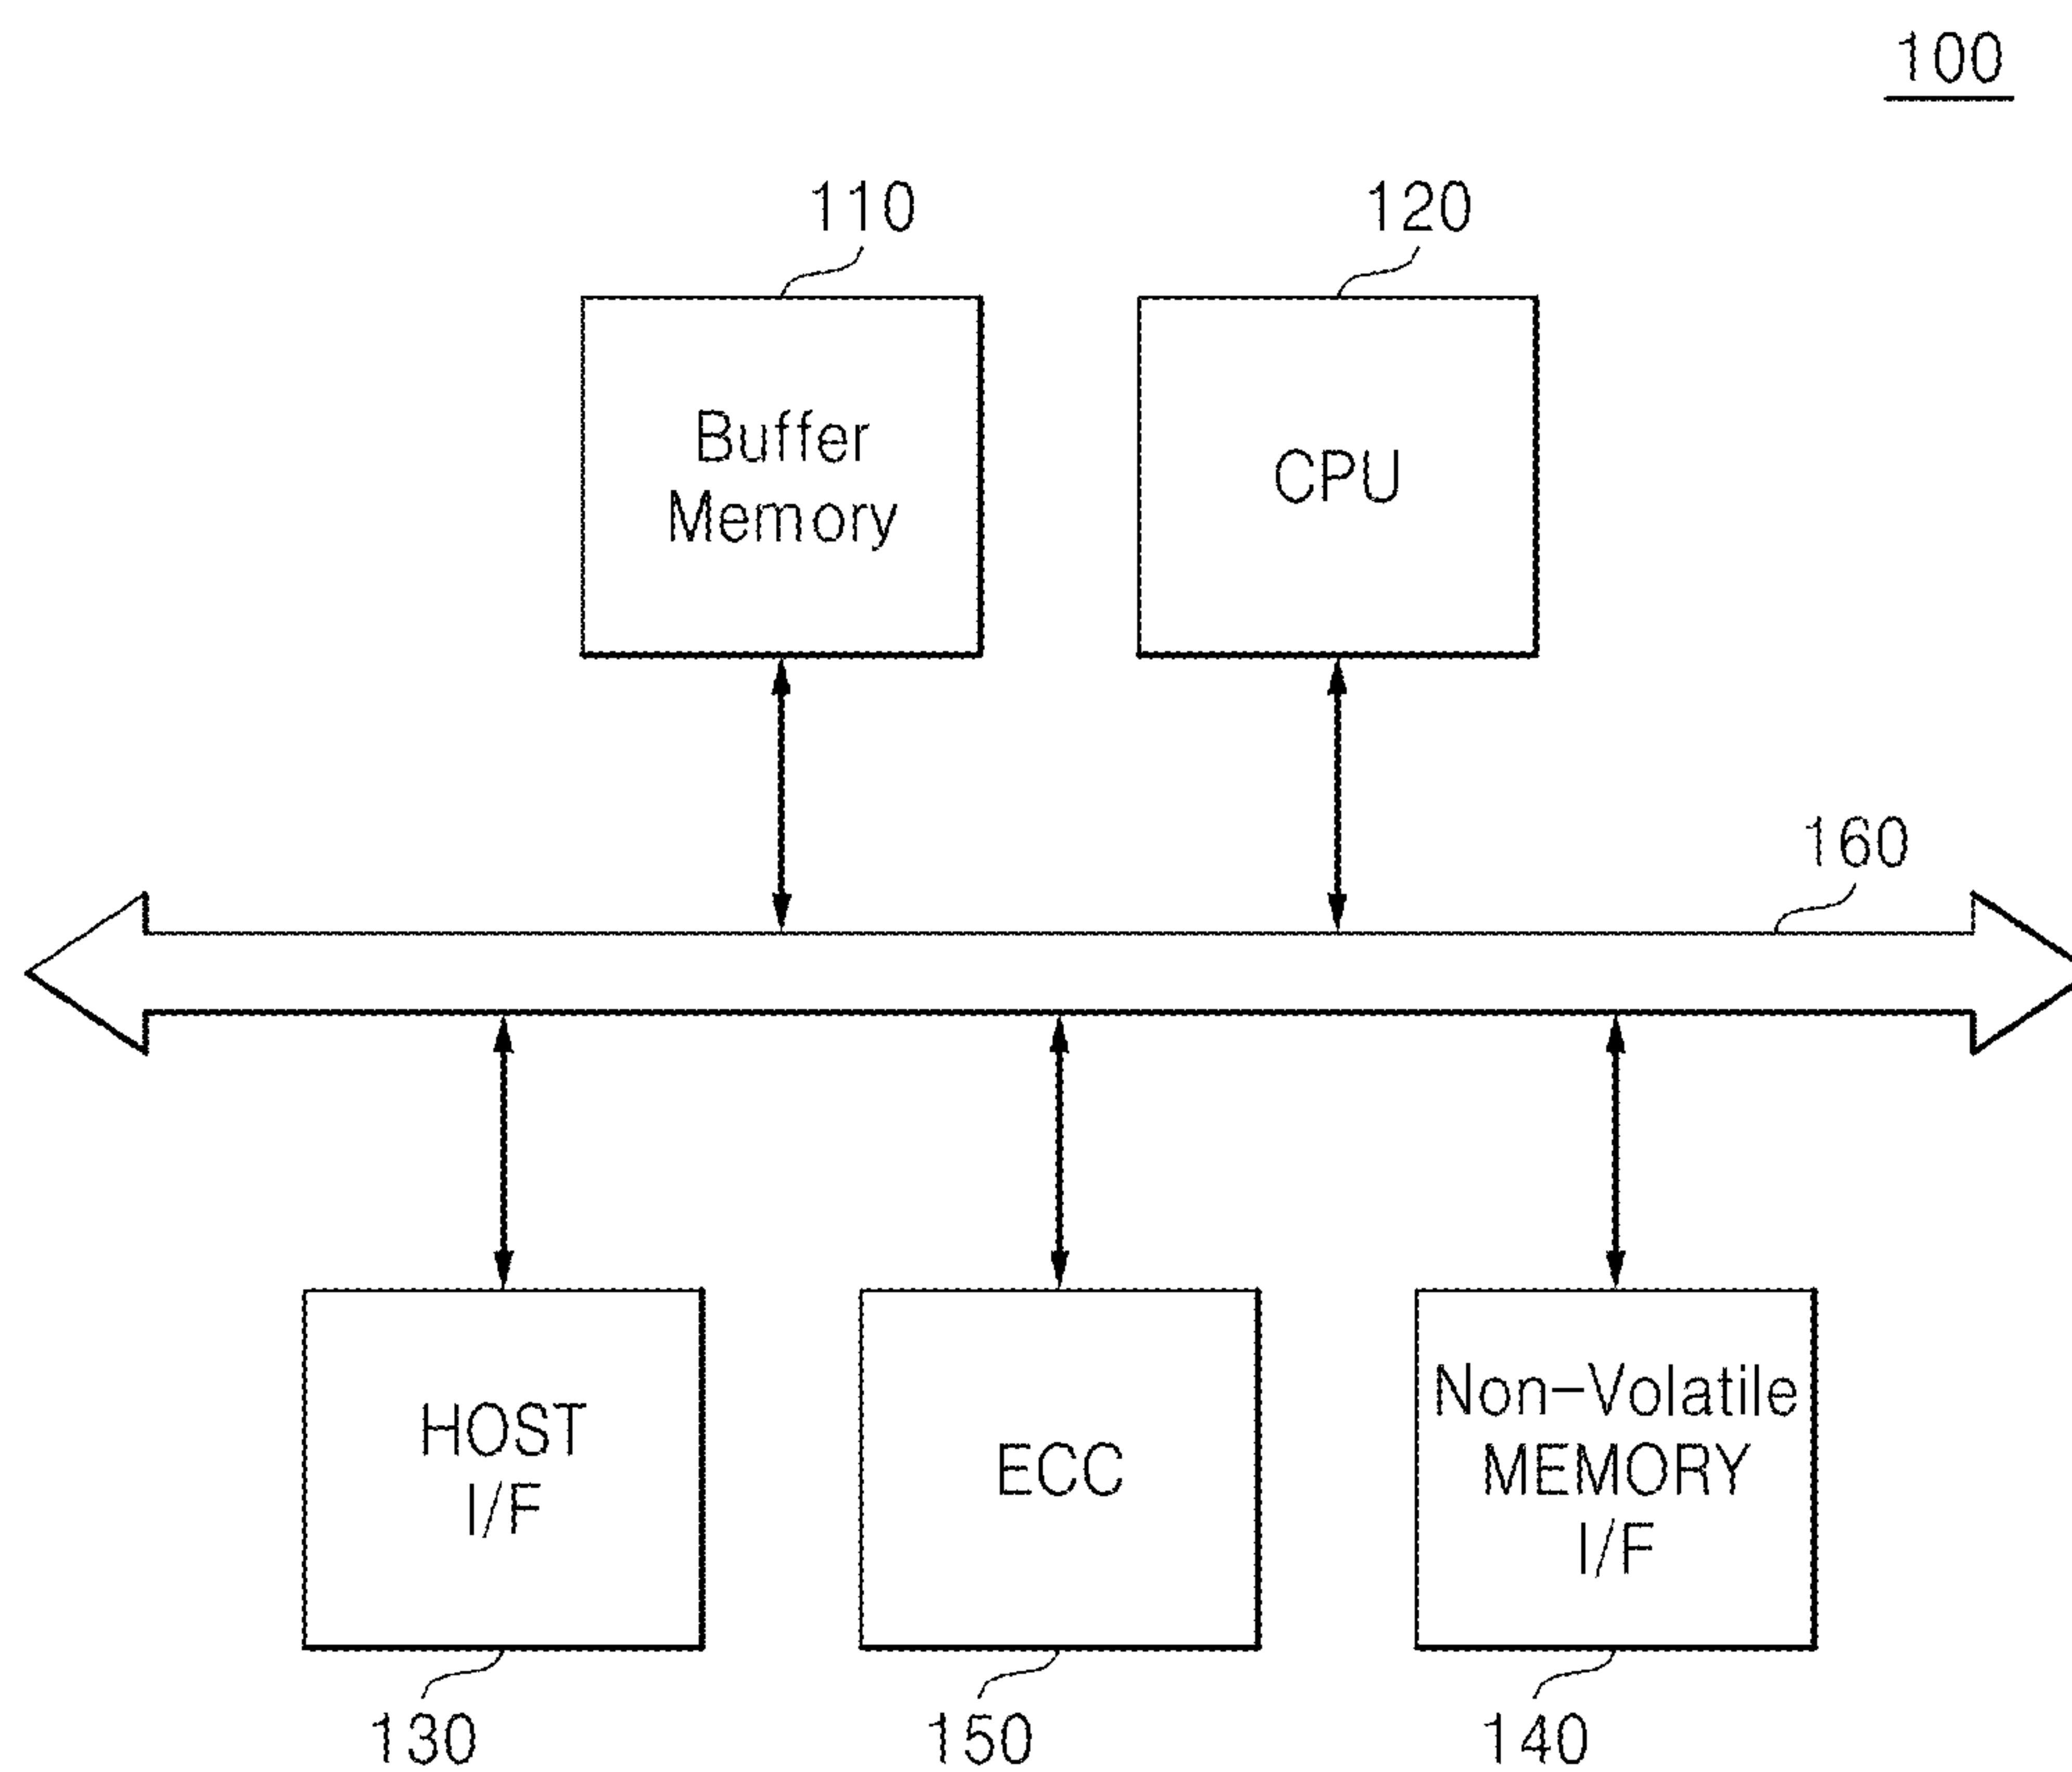 100
110
120
Buffer
Memory
CPU
160
HOST
I/F
ECC
Non-Volatile
MEMORY
I/F
130
150
140